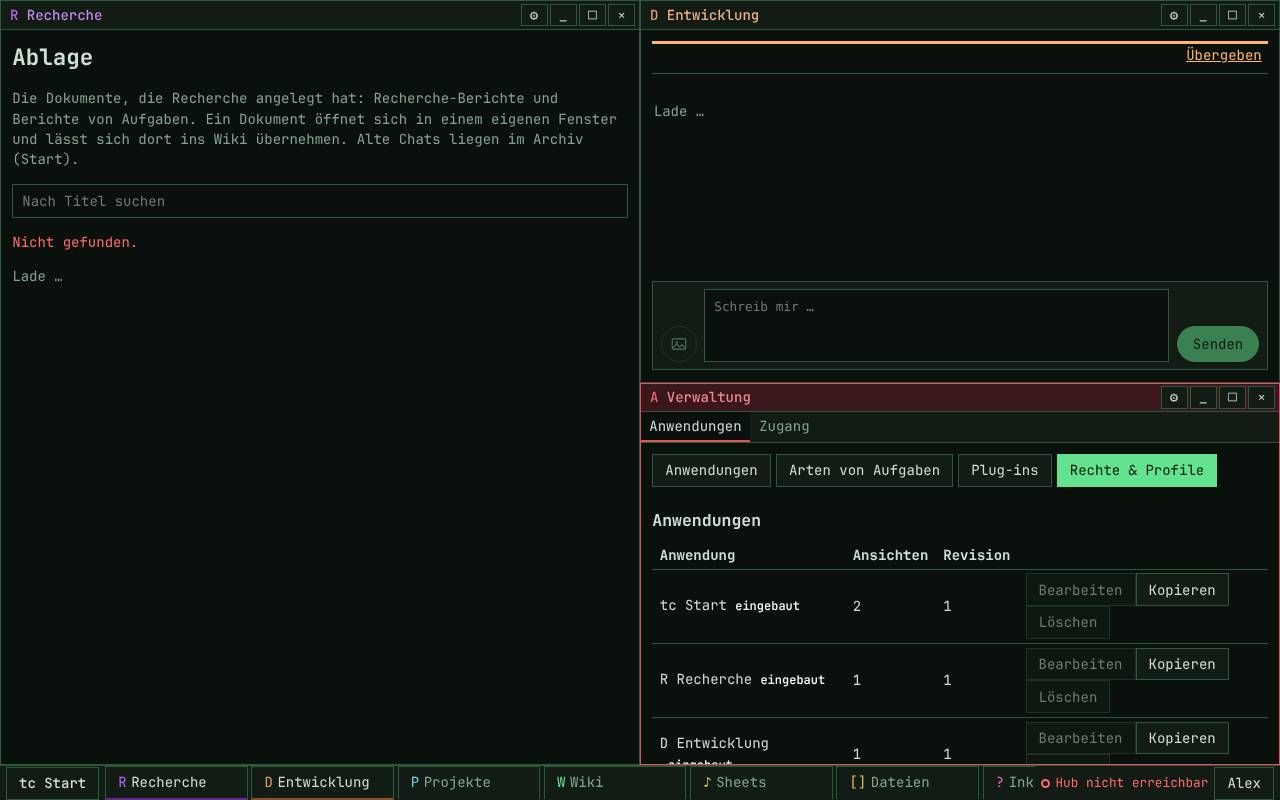 R Recherche
Ablage
Die Dokumente, die Recherche angelegt hat: Recherche-Berichte und
Berichte von Aufgaben. Ein Dokument öffnet sich in einem eigenen Fenster
und lässt sich dort ins Wiki übernehmen. Alte Chats liegen im Archiv
(Start).
Nach Titel suchen
Nicht gefunden.
Lade …
D Entwicklung
Übergeben
Lade …
Schreib mir …
Senden
A Verwaltung
Anwendungen Zugang
Anwendungen Arten von Aufgaben Plug-ins Rechte & Profile
Anwendungen
Anwendung Ansichten Revision
tc Start eingebaut 2 1 Bearbeiten Kopieren
Löschen
R Recherche eingebaut 1 1 Bearbeiten Kopieren
Löschen
D Entwicklung 1 1 Bearbeiten Kopieren
tc Start R Recherche D Entwicklung P Projekte W Wiki ♪ Sheets [] Dateien ? Ink Hub nicht erreichbar Alex